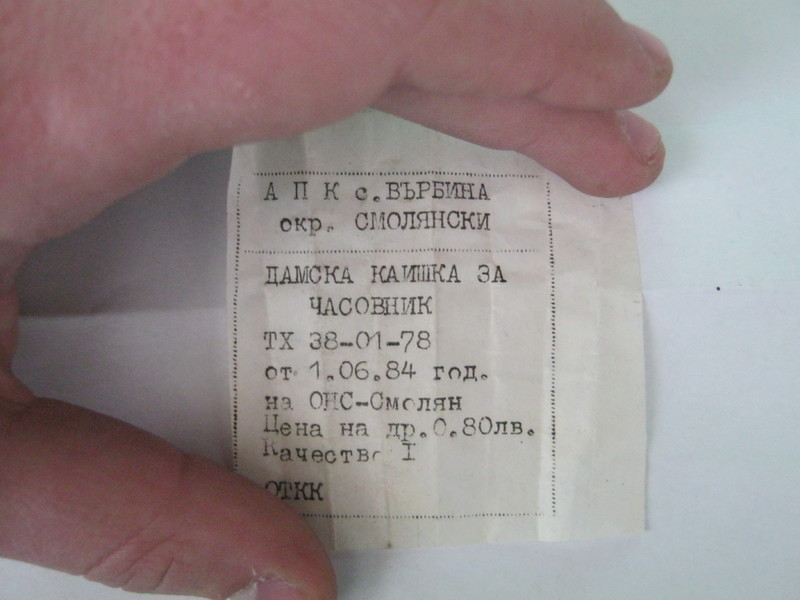 А П К с.ВЪРБИНА
окр. СМОЛЯНСКИ
ДАМСКА КАИШКА ЗА
ЧАСОВНИК
ТХ 38-01-78
от 1.06.84 год.
на ОНС-Смолян
Цена на др.0.80лв.
Качество I
ОТКК